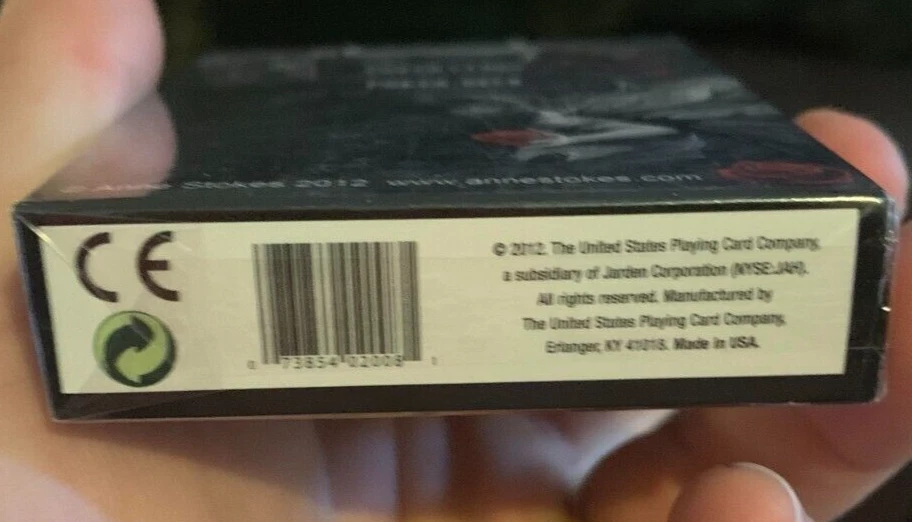 © Anne Stokes 2012 www.annestokes.com
CE
0 73854 02008
© 2012. The United States Playing Card Company,
a subsidiary of Jarden Corporation (NYSE:JAH).
All rights reserved. Manufactured by
The United States Playing Card Company,
Erlanger, KY 41018. Made in USA.